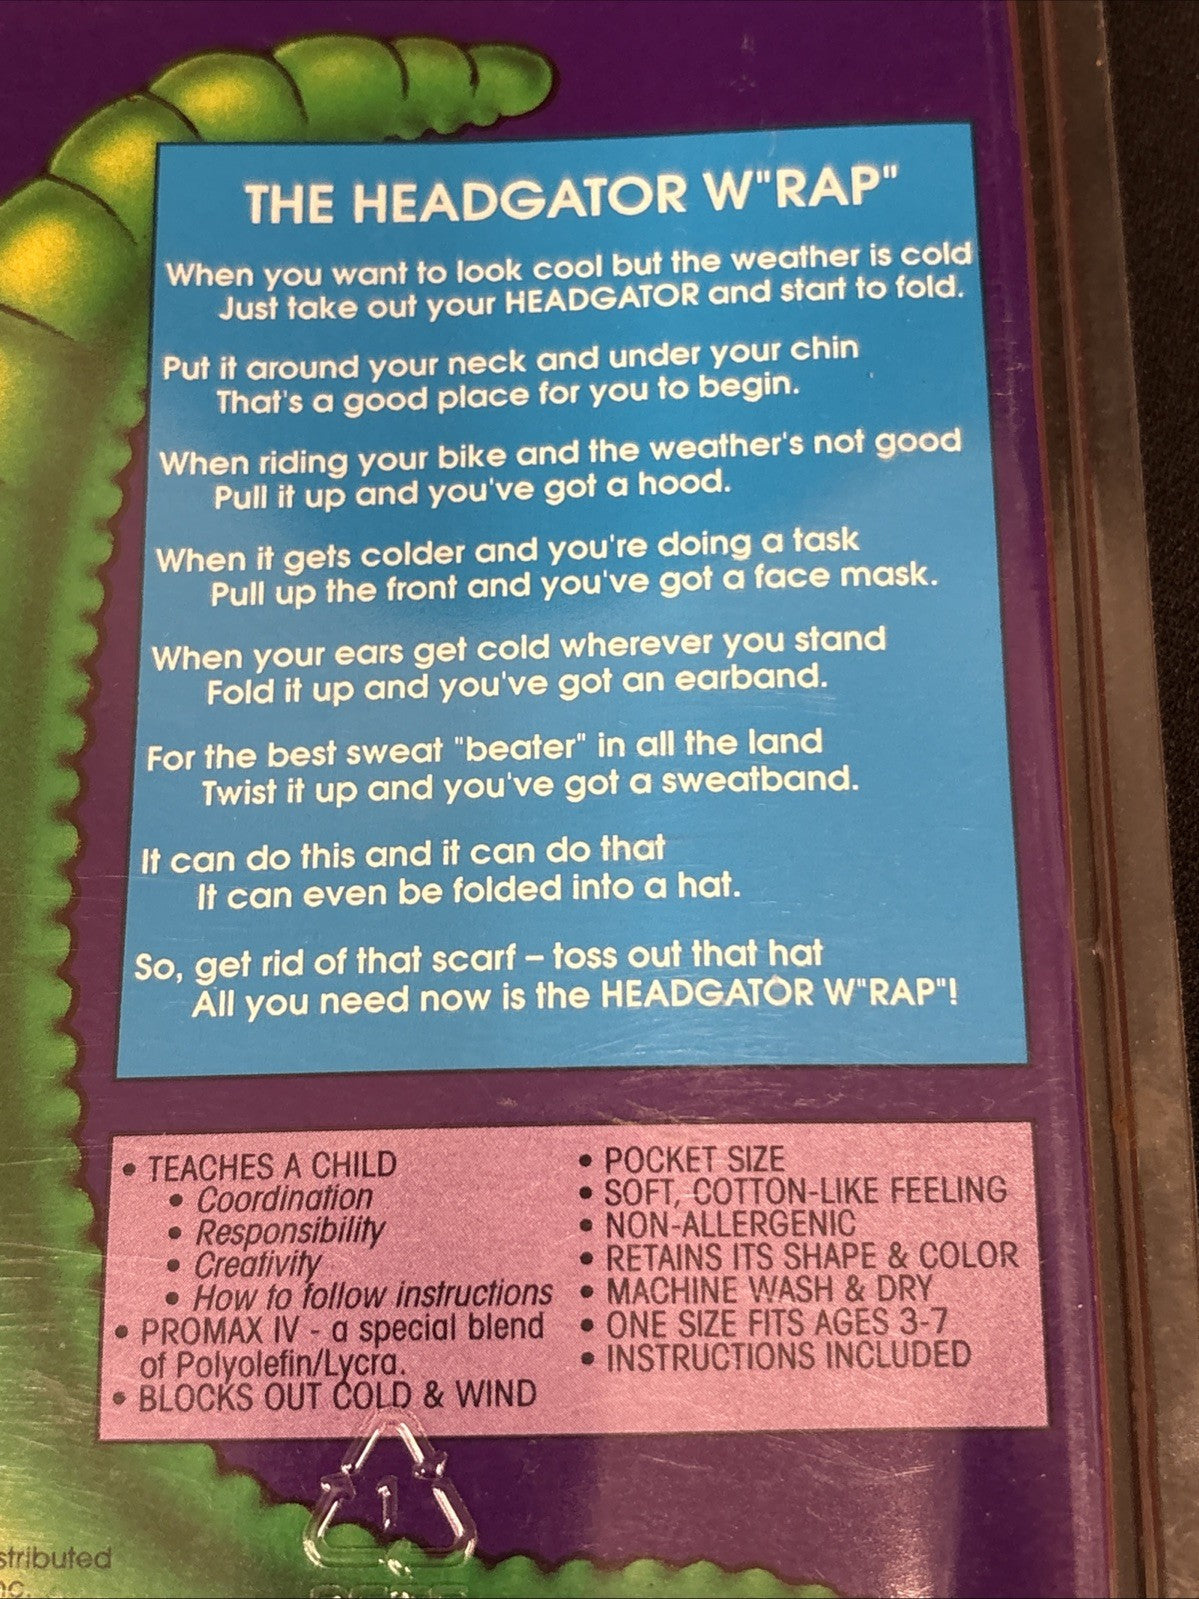 THE HEADGATOR W"RAP"
When you want to look cool but the weather is cold
Just take out your HEADGATOR and start to fold.
Put it around your neck and under your chin
That's a good place for you to begin.
When riding your bike and the weather's not good
Pull it up and you've got a hood.
When it gets colder and you're doing a task
Pull up the front and you've got a face mask.
When your ears get cold wherever you stand
Fold it up and you've got an earband.
For the best sweat "beater" in all the land
Twist it up and you've got a sweatband.
It can do this and it can do that
It can even be folded into a hat.
So, get rid of that scarf – toss out that hat
All you need now is the HEADGATOR W"RAP"!
• TEACHES A CHILD
• Coordination
• Responsibility
• Creativity
• How to follow instructions
• PROMAX IV - a special blend
of Polyolefin/Lycra.
• BLOCKS OUT COLD & WIND
• POCKET SIZE
• SOFT, COTTON-LIKE FEELING
• NON-ALLERGENIC
• RETAINS ITS SHAPE & COLOR
• MACHINE WASH & DRY
• ONE SIZE FITS AGES 3-7
• INSTRUCTIONS INCLUDED
1
stributed